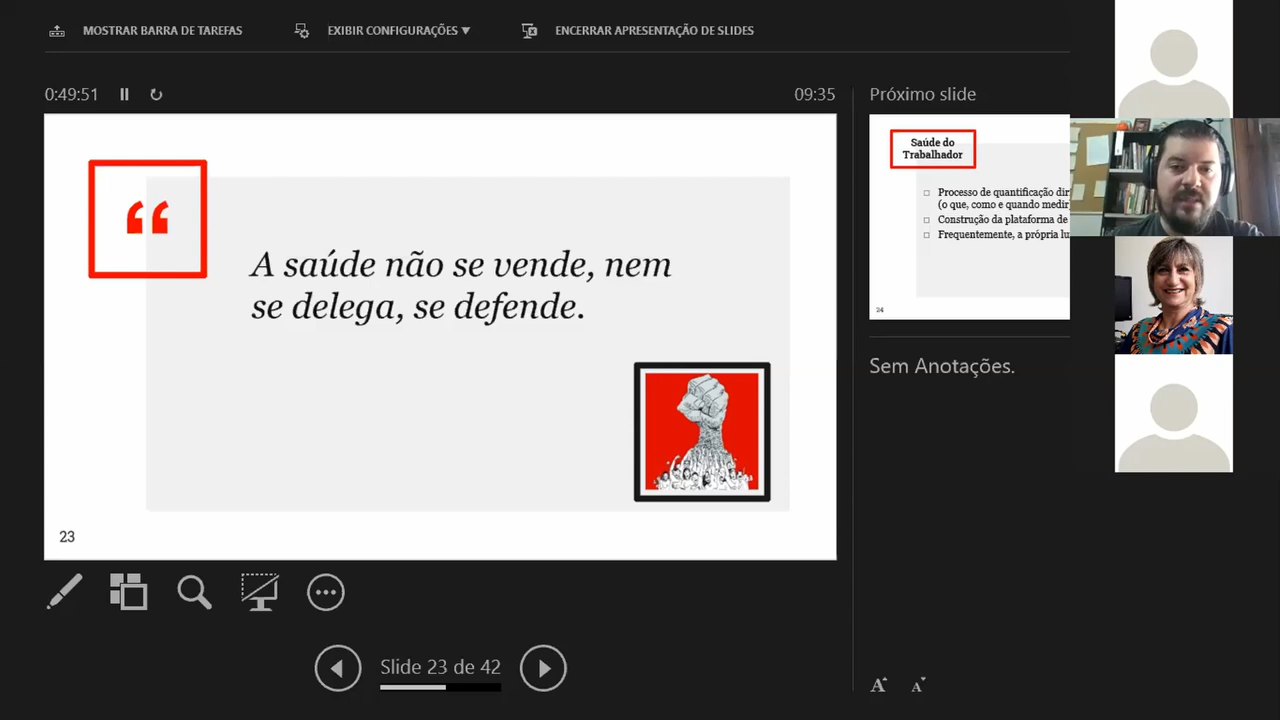 MOSTRAR BARRA DE TAREFAS
EXIBIR CONFIGURAÇÕES ▼
ENCERRAR APRESENTAÇÃO DE SLIDES
0:49:51
09:35
“
A saúde não se vende, nem
se delega, se defende.
23
Slide 23 de 42
Próximo slide
Saúde do
Trabalhador
Processo de quantificação
(o que, como e quando medir
Construção da plataforma de
Frequentemente, a própria
24
Sem Anotações.
A A